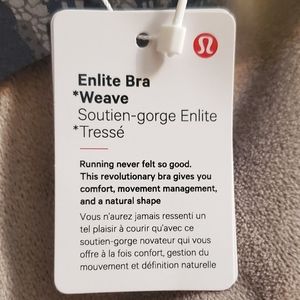 Enlite Bra
*Weave
Soutien-gorge Enlite
*Tressé
Running never felt so good.
This revolutionary bra gives you
comfort, movement management,
and a natural shape
Vous n'aurez jamais ressenti un
tel plaisir à courir qu'avec ce
soutien-gorge novateur qui vous
offre à la fois confort, gestion du
mouvement et définition naturelle